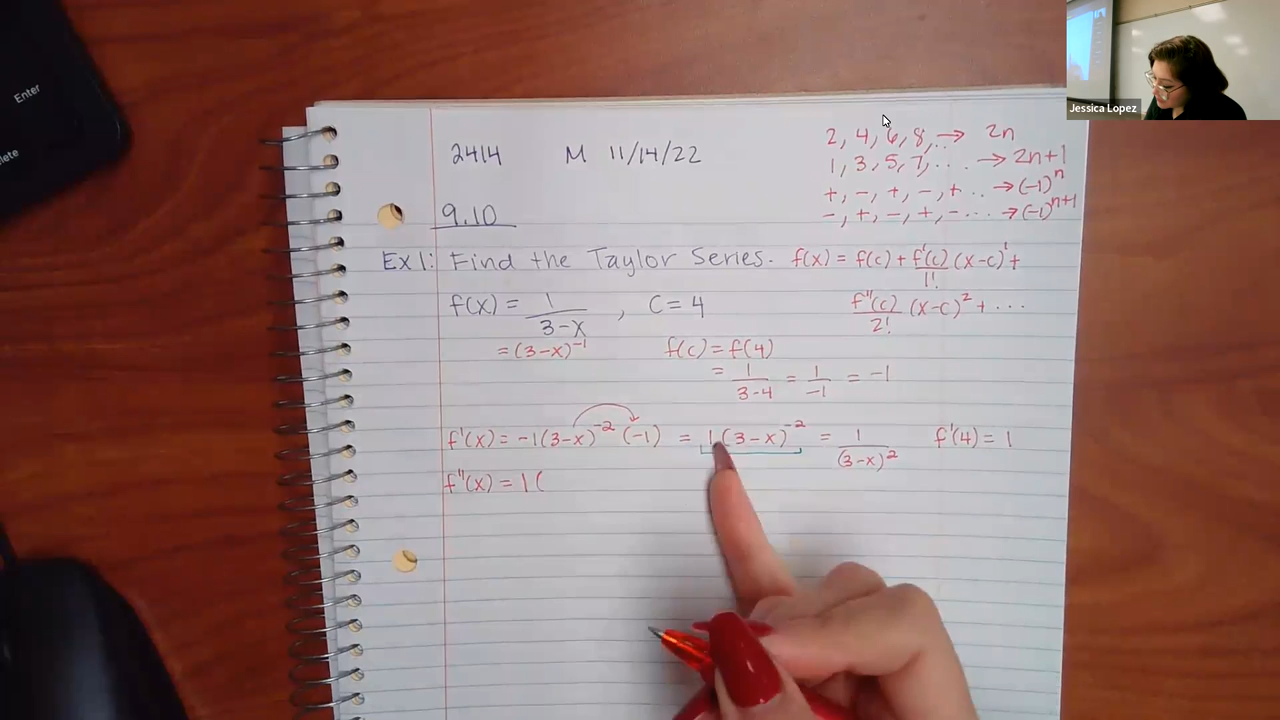 Enter
lete
Jessica Lopez
2414 M 11/14/22
2, 4, 6, 8, ... → 2n
1, 3, 5, 7, ... → 2n+1
+, -, +, -, + ... → (-1)^n
-, +, -, +, - ... → (-1)^{n+1}
9.10
Ex 1: Find the Taylor Series. f(x) = f(c) + f'(c)/1! (x-c)^1 +
f''(c)/2! (x-c)^2 + ...
f(x) = 1/(3-x) , C = 4
= (3-x)^{-1} f(c) = f(4)
= 1/(3-4) = 1/-1 = -1
f'(x) = -1(3-x)^{-2} (-1) = 1(3-x)^{-2} = 1/(3-x)^2 f'(4) = 1
f''(x) = 1(